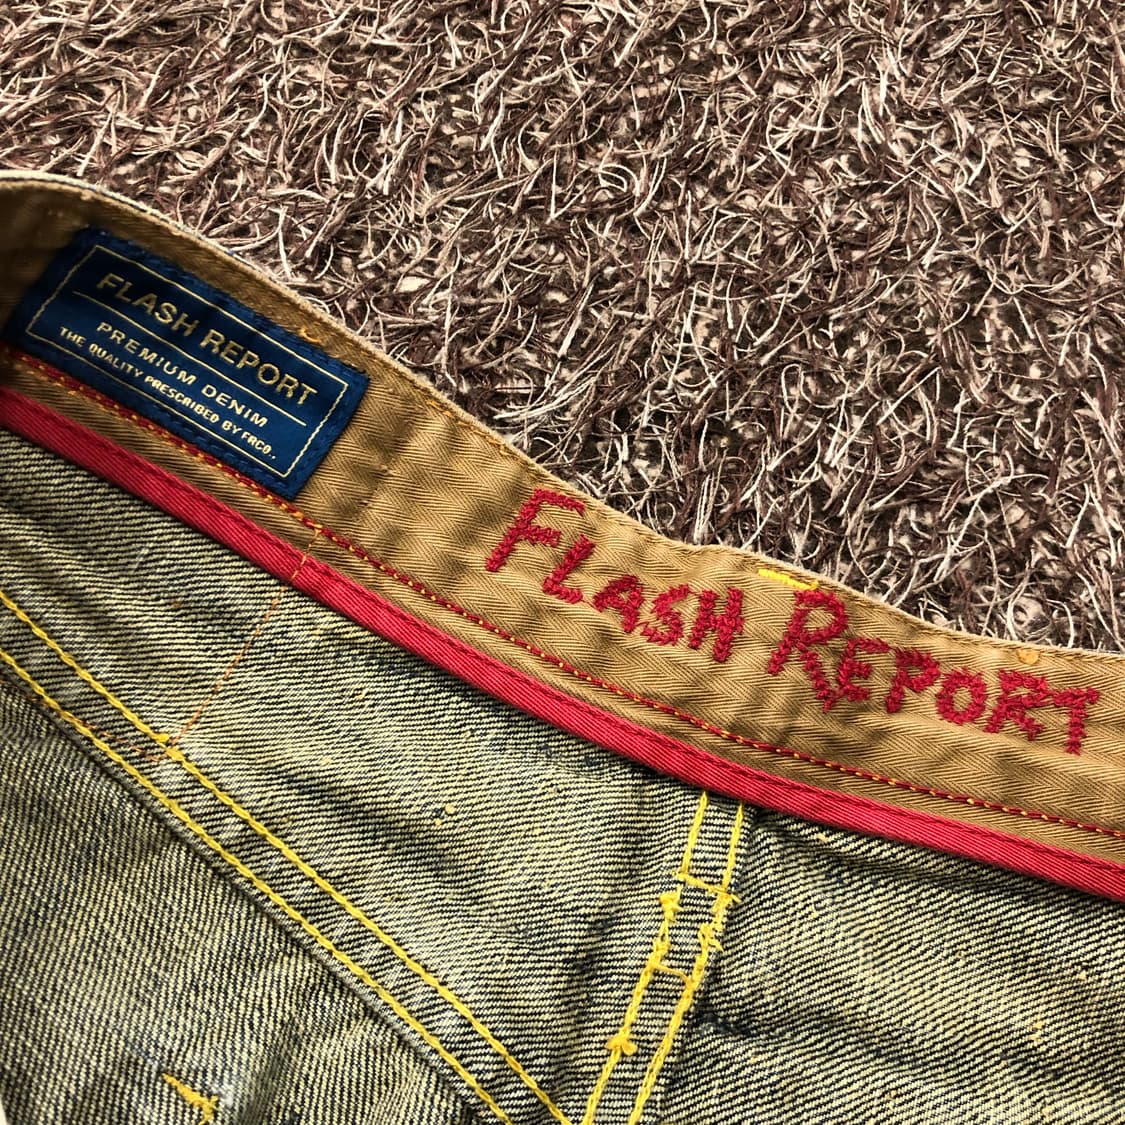 FLASH REPORT
PREMIUM DENIM
THE QUALITY PRESCRIBED BY FRCO.,
FLASH REPORT